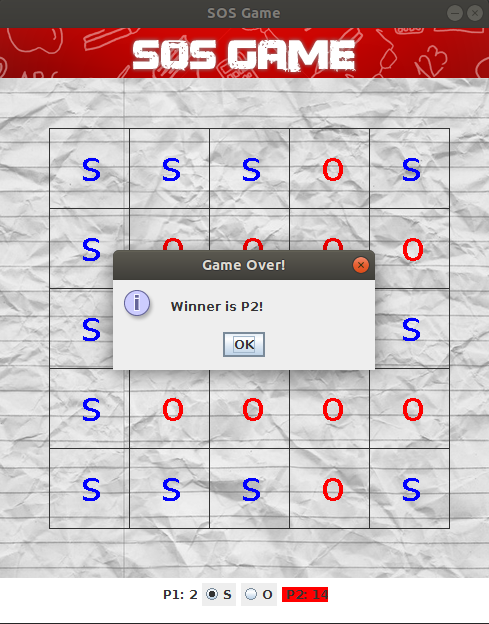 SOS Game
SOS GAME
S S S O S
S O O O O
Game Over!
Winner is P2!
OK
S S
S O O O O
S S S O S
P1: 2 S O P2: 14